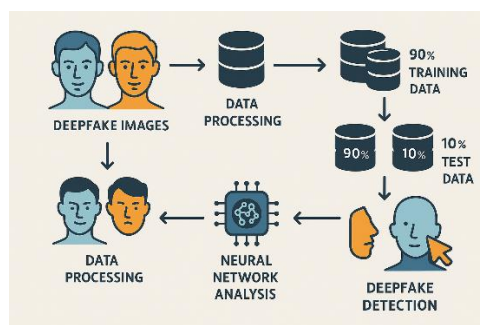 DEEPFAKE IMAGES
DATA
PROCESSING
90%
TRAINING
DATA
90%
10%
10%
TEST
DATA
DATA
PROCESSING
NEURAL
NETWORK
ANALYSIS
DEEPFAKE
DETECTION